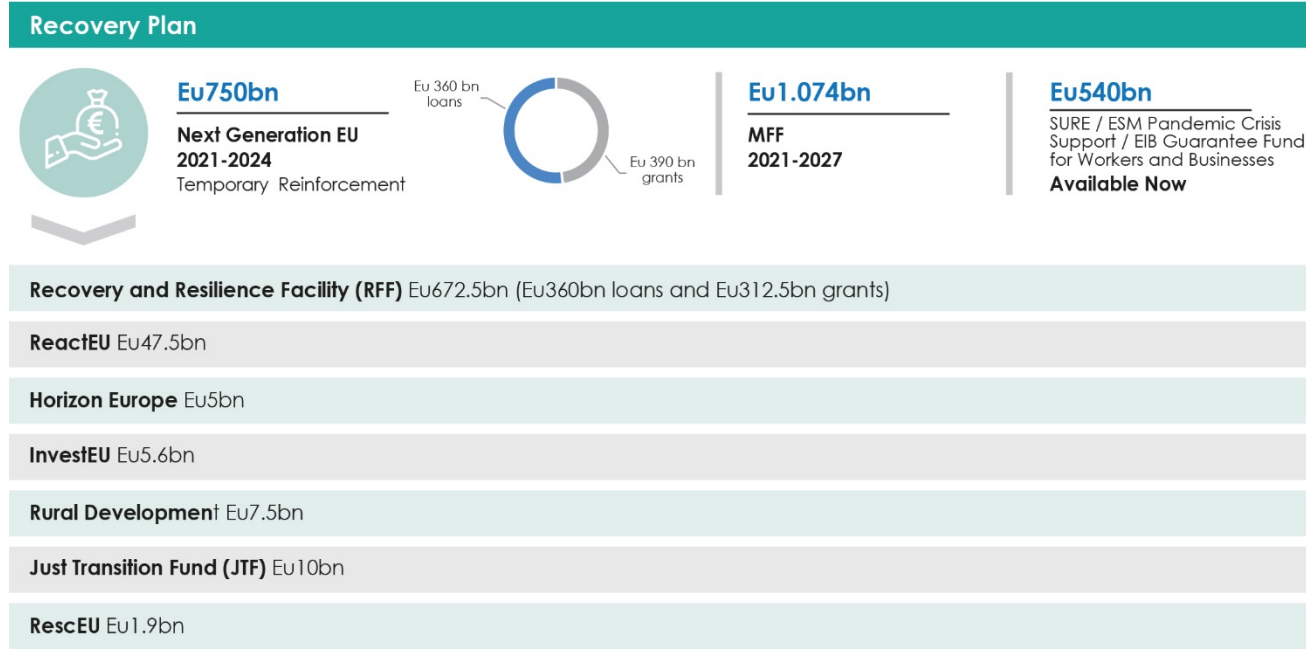 Recovery Plan
Eu750bn
Next Generation EU
2021-2024
Temporary Reinforcement
Eu 360 bn
loans
Eu 390 bn
grants
Eu1.074bn
MFF
2021-2027
Eu540bn
SURE / ESM Pandemic Crisis
Support / EIB Guarantee Fund
for Workers and Businesses
Available Now
Recovery and Resilience Facility (RFF) Eu672.5bn (Eu360bn loans and Eu312.5bn grants)
ReactEU Eu47.5bn
Horizon Europe Eu5bn
InvestEU Eu5.6bn
Rural Development Eu7.5bn
Just Transition Fund (JTF) Eu10bn
RescEU Eu1.9bn